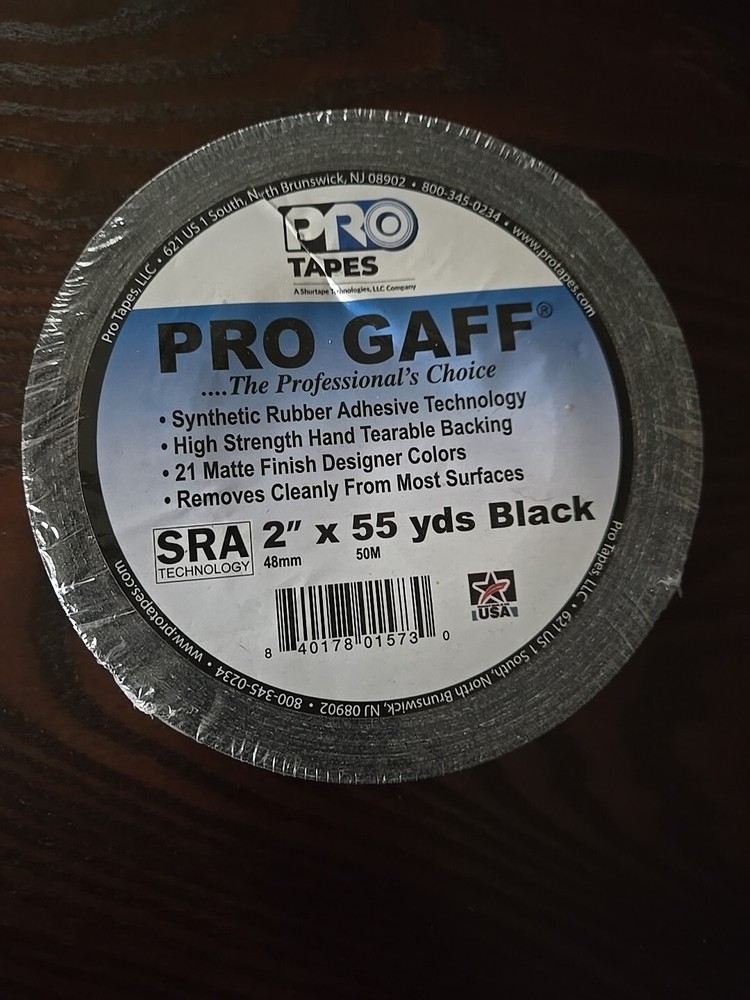 Pro Tapes, LLC • 621 US 1 South, North Brunswick, NJ 08902 • 800-345-0234 • www.protapes.com
PRO
TAPES
A Shurtape Technologies, LLC Company
PRO GAFF®
....The Professional's Choice
• Synthetic Rubber Adhesive Technology
• High Strength Hand Tearable Backing
• 21 Matte Finish Designer Colors
• Removes Cleanly From Most Surfaces
SRA
TECHNOLOGY
2" x 55 yds Black
48mm 50M
8 40178 01573 0
USA
Pro Tapes, LLC • 621 US 1 South, North Brunswick, NJ 08902 • 800-345-0234 • www.protapes.com